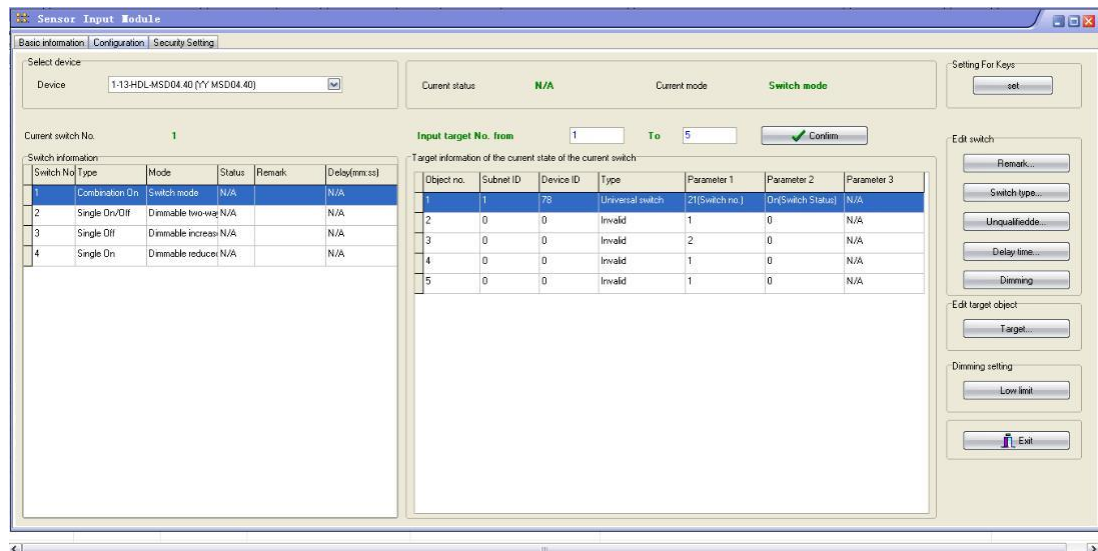 Sensor Input Module
Basic information Configuration Security Setting
Select device
Device 1-13-HDL-MSD04.40 (YY MSD04.40)
Current status N/A Current mode Switch mode
Setting For Keys
set
Current switch No. 1
Input target No. from 1 To 5 Confirm
Switch information
Switch No Type Mode Status Remark Delay(mm:ss)
1 Combination On Switch mode N/A N/A
2 Single On/Off Dimmable two-way N/A N/A
3 Single Off Dimmable increas N/A N/A
4 Single On Dimmable reduce N/A N/A
Target information of the current state of the current switch
Object no. Subnet ID Device ID Type Parameter 1 Parameter 2 Parameter 3
1 1 78 Universal switch 21(Switch no.) On(Switch Status) N/A
2 0 0 Invalid 1 0 N/A
3 0 0 Invalid 2 0 N/A
4 0 0 Invalid 1 0 N/A
5 0 0 Invalid 1 0 N/A
Edit switch
Remark...
Switch type...
Unqualifiedde...
Delay time...
Dimming
Edit target object
Target...
Dimming setting
Low limit
Exit